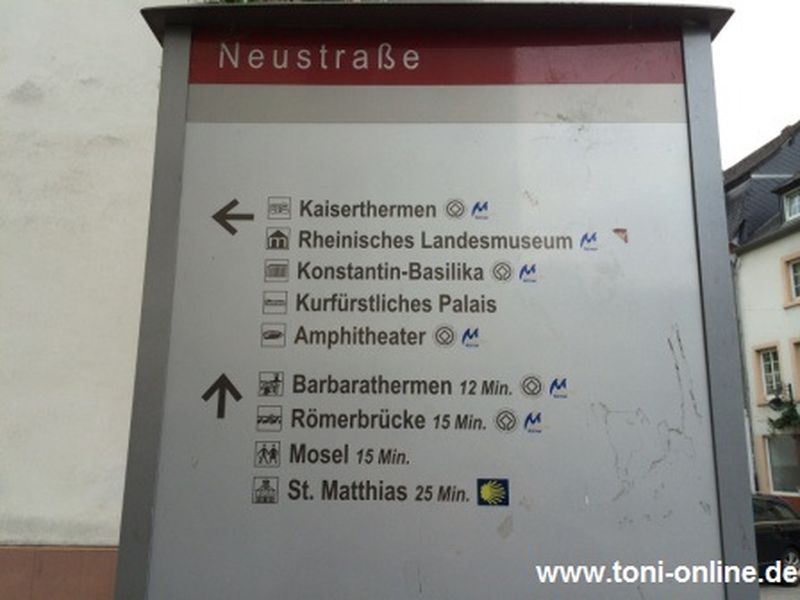 Neustraße
Kaiserthermen
Rheinisches Landesmuseum
Konstantin-Basilika
Kurfürstliches Palais
Amphitheater
Barbarathermen 12 Min.
Römerbrücke 15 Min.
Mosel 15 Min.
St. Matthias 25 Min.
www.toni-online.de